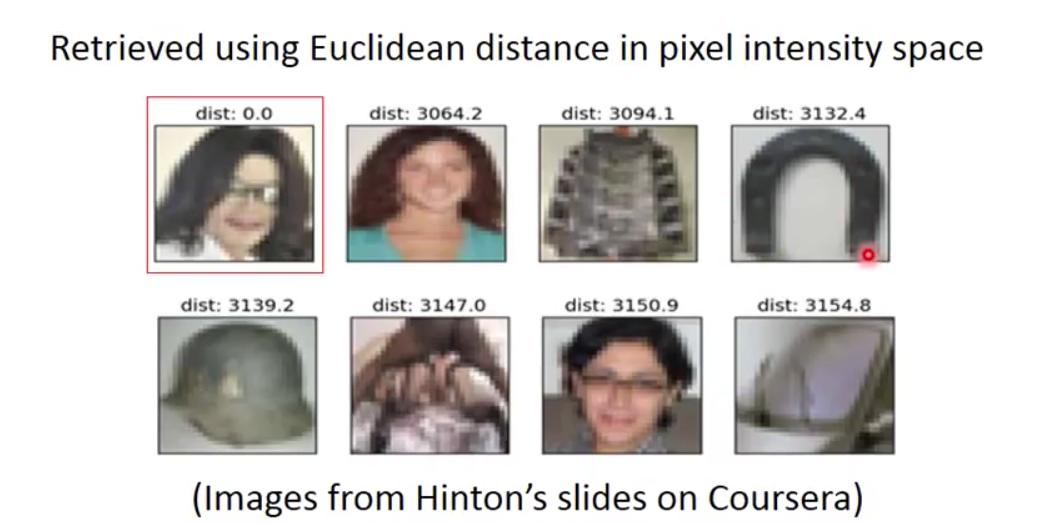 Retrieved using Euclidean distance in pixel intensity space
dist: 0.0 dist: 3064.2 dist: 3094.1 dist: 3132.4
dist: 3139.2 dist: 3147.0 dist: 3150.9 dist: 3154.8
(Images from Hinton’s slides on Coursera)